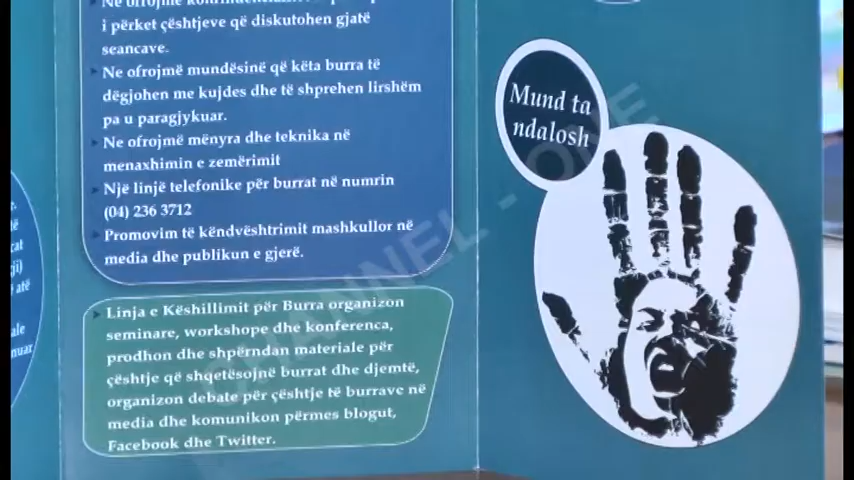 i përket çështjeve që diskutohen gjatë
seancave.
Ne ofrojmë mundësinë që këta burra të
dëgjohen me kujdes dhe të shprehen lirshëm
pa u paragjykuar.
Ne ofrojmë mënyra dhe teknika në
menaxhimin e zemërimit
Një linjë telefonike për burrat në numrin
(04) 236 3712
Promovim të këndvështrimit mashkullor në
media dhe publikun e gjerë.
Linja e Këshillimit për Burra organizon
seminare, workshope dhe konferenca,
prodhon dhe shpërndan materiale për
çështje që shqetësojnë burrat dhe djemtë,
organizon debate për çështje të burrave në
media dhe komunikon përmes blogut,
Facebook dhe Twitter.
Mund ta
ndalosh
CHANNEL - ONE